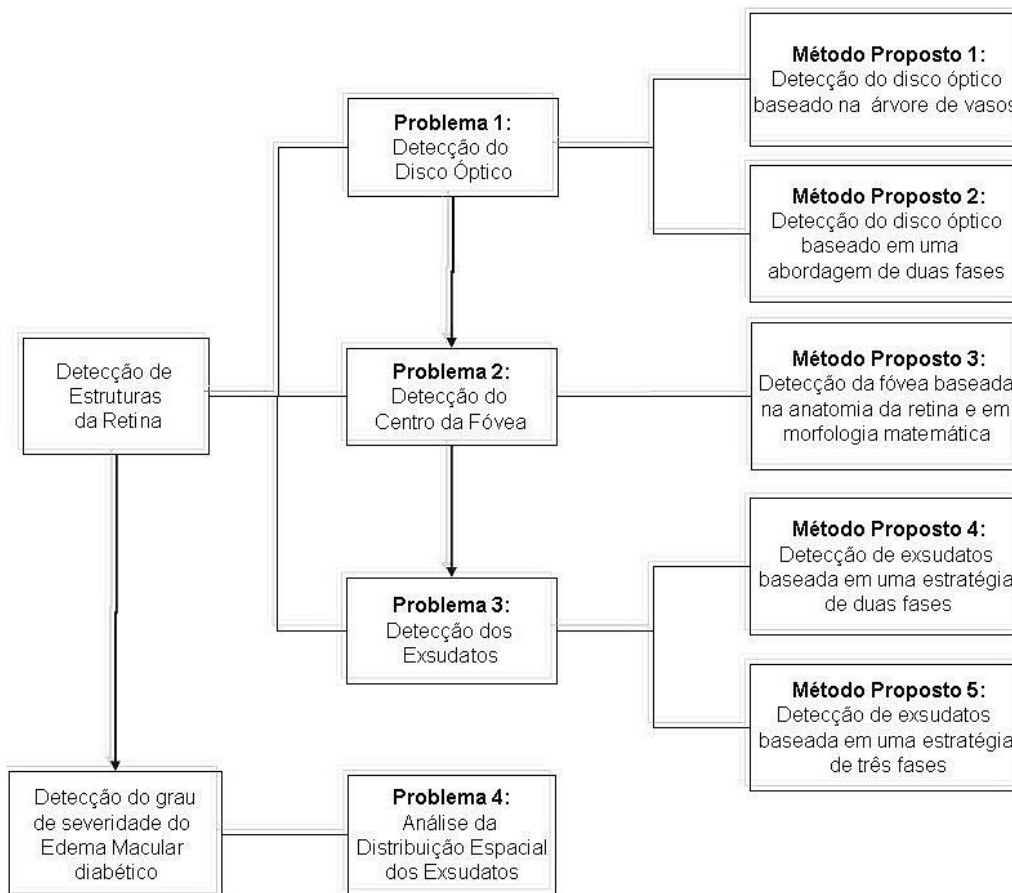 Método Proposto 1:
Detecção do disco óptico
baseado na árvore de vasos
Problema 1:
Detecção do
Disco Óptico
Método Proposto 2:
Detecção do disco óptico
baseado em uma
abordagem de duas fases
Detecção de
Estruturas
da Retina
Problema 2:
Detecção do
Centro da Fóvea
Método Proposto 3:
Detecção da fóvea baseada
na anatomia da retina e em
morfologia matemática
Método Proposto 4:
Detecção de exsudatos
baseada em uma estratégia
de duas fases
Problema 3:
Detecção dos
Exsudatos
Método Proposto 5:
Detecção de exsudatos
baseada em uma estratégia
de três fases
Detecção do grau
de severidade do
Edema Macular
diabético
Problema 4:
Análise da
Distribuição Espacial
dos Exsudatos